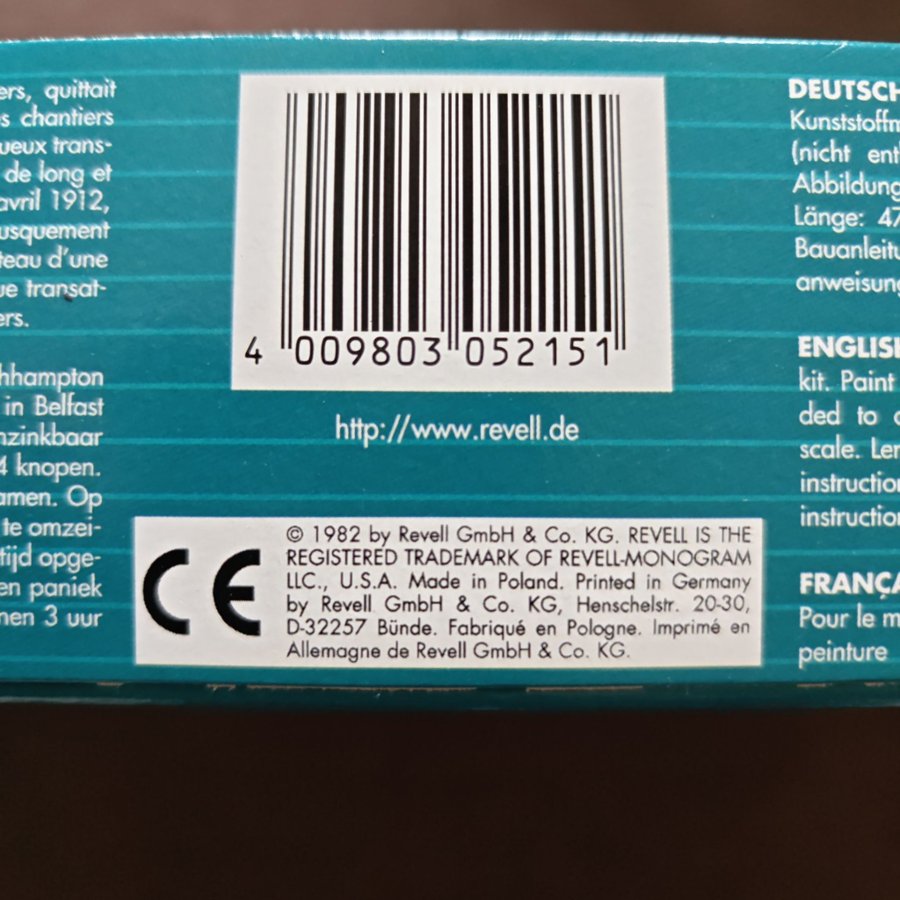 ers, quittait
s chantiers
ueux trans-
de long et
avril 1912,
usquement
teau d'une
ue transat-
ers.
hhampton
in Belfast
nzinkbaar
4 knopen.
amen. Op
te omzei-
tijd opge-
en paniek
nen 3 uur
4 009803 052151
http://www.revell.de
CE
© 1982 by Revell GmbH & Co. KG. REVELL IS THE
REGISTERED TRADEMARK OF REVELL-MONOGRAM
LLC., U.S.A. Made in Poland. Printed in Germany
by Revell GmbH & Co. KG, Henschelstr. 20-30,
D-32257 Bünde. Fabriqué en Pologne. Imprimé en
Allemagne de Revell GmbH & Co. KG.
DEUTSCH
Kunststoffm
(nicht ent
Abbildung
Länge: 47
Bauanleitu
anweisung
ENGLISH
kit. Paint
ded to
scale. Len
instruction
instruction
FRANÇA
Pour le m
peinture